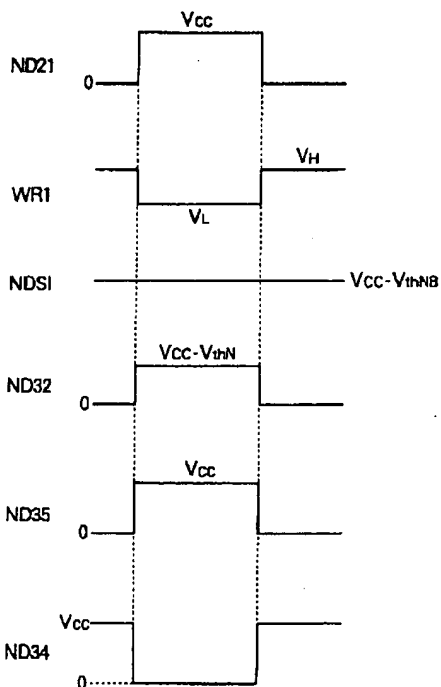 VCC
ND21
0
VH
WR1
VL
NDSI
VCC-VthNB
VCC-VthN
0
ND32
VCC
ND35
0
VCC
ND34
0